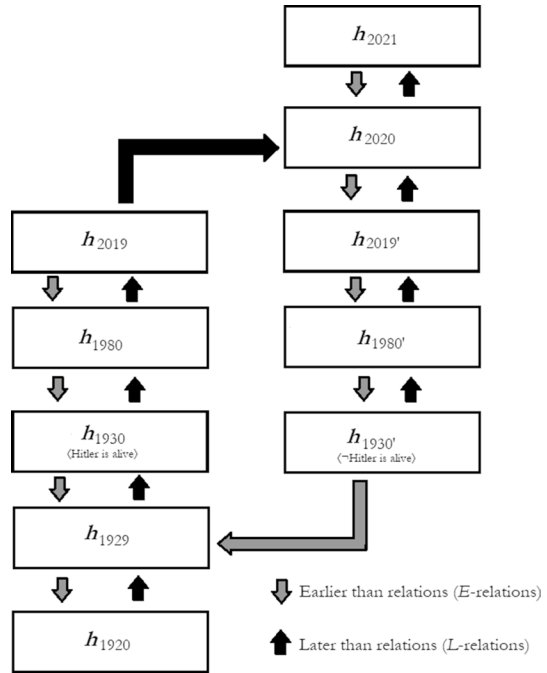 h2021
h2020
h2019
h2019'
h1980
h1980'
h1930
(Hitler is alive)
h1930'
(¬Hitler is alive)
h1929
h1920
Earlier than relations (E-relations)
Later than relations (L-relations)